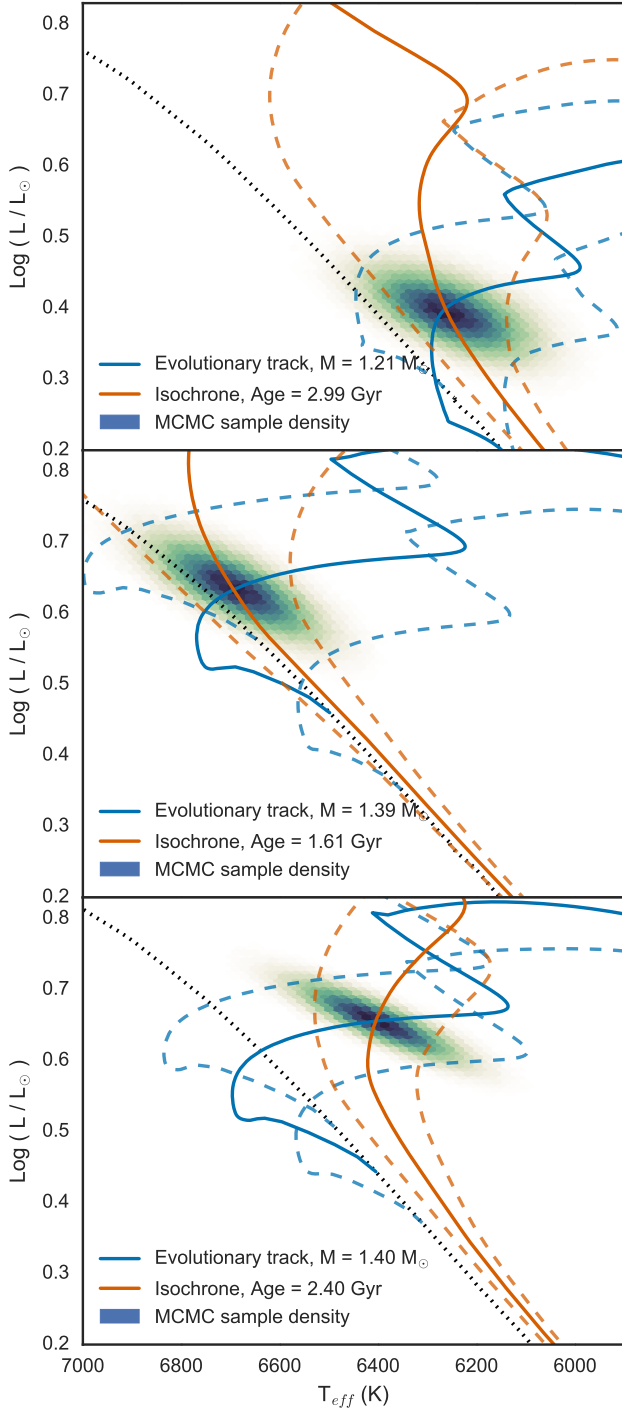 0.8
0.7
0.6
0.5
0.4
0.3
0.2
Log ( L / L☉ )
Evolutionary track, M = 1.21 M☉
Isochrone, Age = 2.99 Gyr
MCMC sample density
0.8
0.7
0.6
0.5
0.4
0.3
0.2
Log ( L / L☉ )
Evolutionary track, M = 1.39 M☉
Isochrone, Age = 1.61 Gyr
MCMC sample density
0.8
0.7
0.6
0.5
0.4
0.3
0.2
Log ( L / L☉ )
Evolutionary track, M = 1.40 M☉
Isochrone, Age = 2.40 Gyr
MCMC sample density
7000 6800 6600 6400 6200 6000
Teff (K)